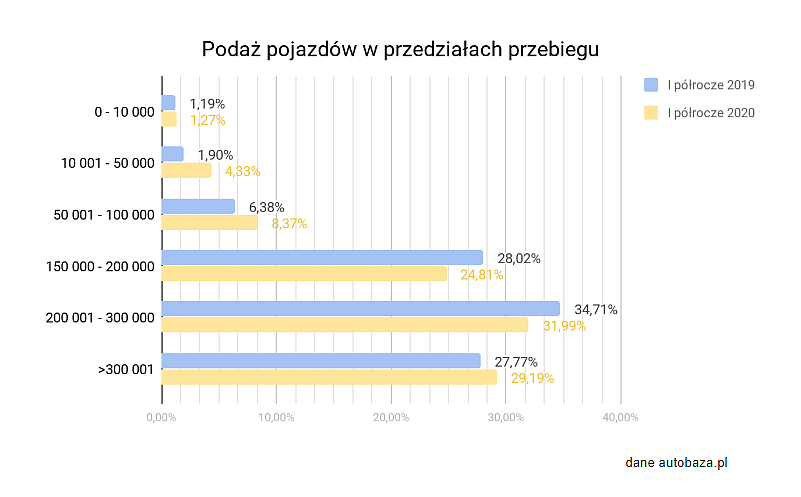 Podaż pojazdów w przedziałach przebiegu
I półrocze 2019
I półrocze 2020
0 - 10 000
1,19%
1,27%
10 001 - 50 000
1,90%
4,33%
50 001 - 100 000
6,38%
8,37%
150 000 - 200 000
28,02%
24,81%
200 001 - 300 000
34,71%
31,99%
>300 001
27,77%
29,19%
0,00% 10,00% 20,00% 30,00% 40,00%
dane autobaza.pl